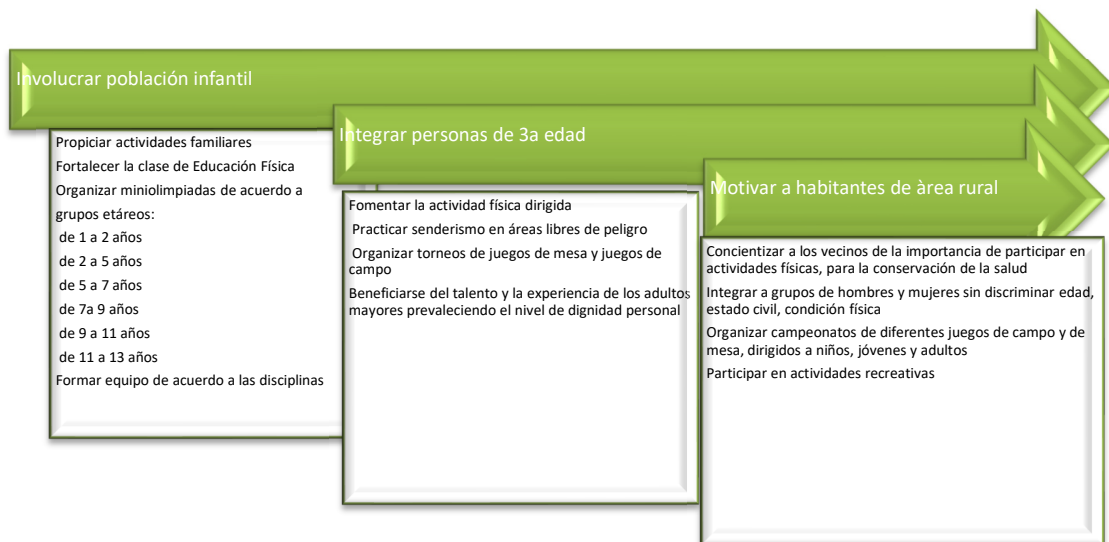 Involucrar población infantil
Propiciar actividades familiares
Fortalecer la clase de Educación Física
Organizar miniolimpiadas de acuerdo a
grupos etáreos:
de 1 a 2 años
de 2 a 5 años
de 5 a 7 años
de 7a 9 años
de 9 a 11 años
de 11 a 13 años
Formar equipo de acuerdo a las disciplinas
Integrar personas de 3a edad
Fomentar la actividad física dirigida
Practicar senderismo en áreas libres de peligro
Organizar torneos de juegos de mesa y juegos de
campo
Beneficiarse del talento y la experiencia de los adultos
mayores prevaleciendo el nivel de dignidad personal
Motivar a habitantes de àrea rural
Concientizar a los vecinos de la importancia de participar en
actividades físicas, para la conservación de la salud
Integrar a grupos de hombres y mujeres sin discriminar edad,
estado civil, condición física
Organizar campeonatos de diferentes juegos de campo y de
mesa, dirigidos a niños, jóvenes y adultos
Participar en actividades recreativas